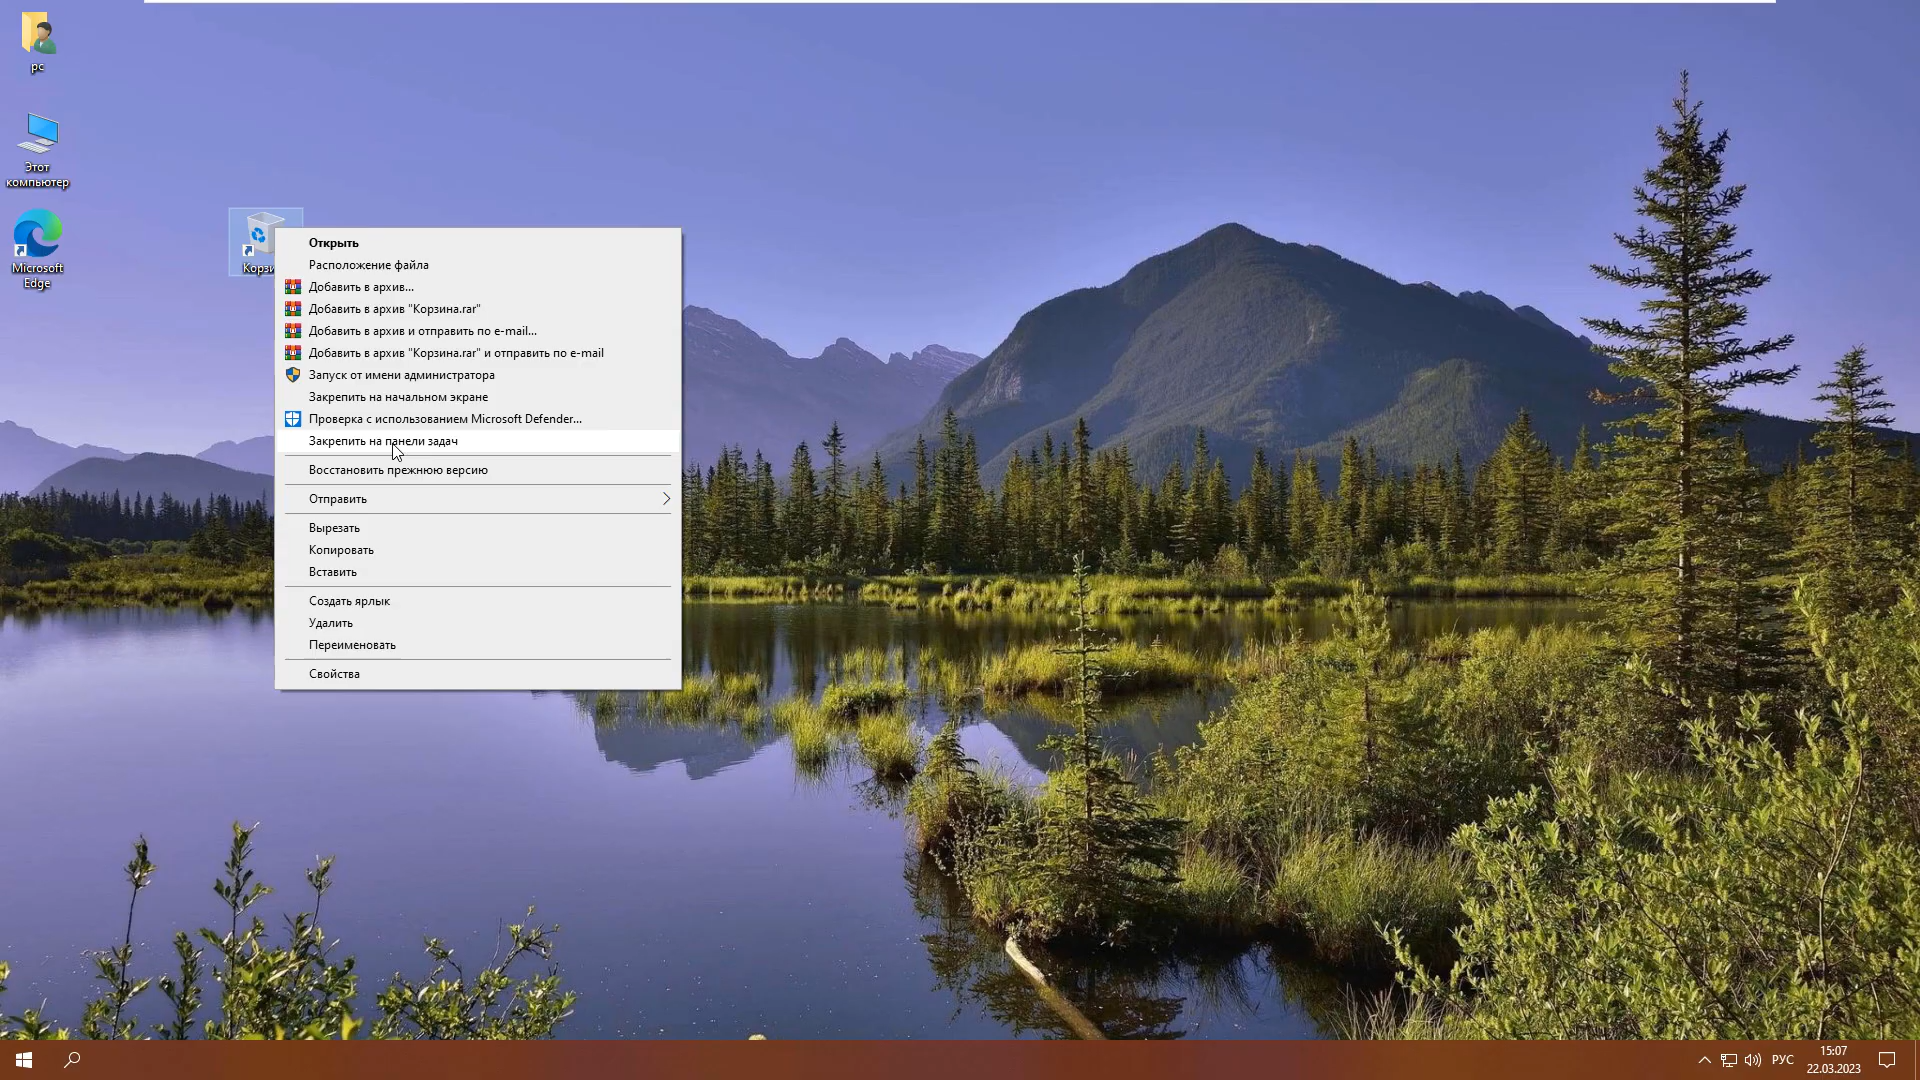 pc
Этот
компьютер
Microsoft
Edge
Открыть
Расположение файла
Добавить в архив...
Добавить в архив "Корзина.rar"
Добавить в архив и отправить по e-mail...
Добавить в архив "Корзина.rar" и отправить по e-mail
Запуск от имени администратора
Закрепить на начальном экране
Проверка с использованием Microsoft Defender...
Закрепить на панели задач
Восстановить прежнюю версию
Отправить
Вырезать
Копировать
Вставить
Создать ярлык
Удалить
Переименовать
Свойства
РУС
15:07
22.03.2023